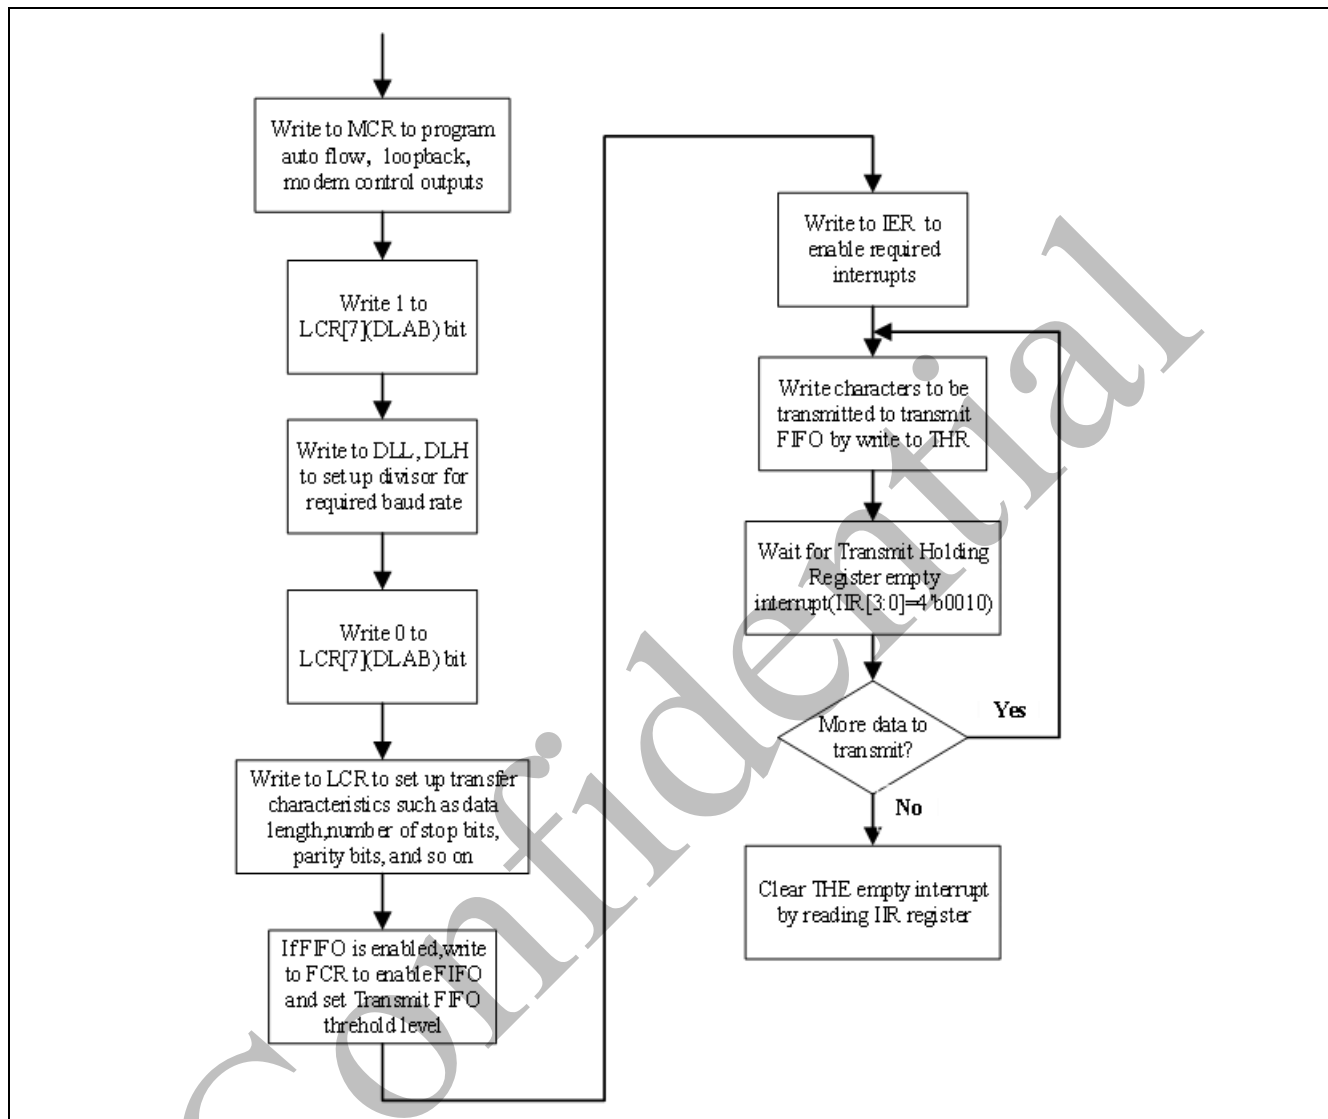 Write to MCR to program
auto flow, loopback,
modem control outputs
Write 1 to
LCR[7](DLAB) bit
Write to DLL, DLH
to set up divisor for
required baud rate
Write 0 to
LCR[7](DLAB) bit
Write to LCR to set up transfer
characteristics such as data
length,number of stop bits,
parity bits, and so on
If FIFO is enabled,write
to FCR to enable FIFO
and set Transmit FIFO
threhold level
Write to IER to
enable required
interrupts
Write characters to be
transmitted to transmit
FIFO by write to THR
Wait for Transmit Holding
Register empty
interrupt(IIR[3:0]=4'b0010)
More data to
transmit?
Yes
No
Clear THE empty interrupt
by reading IIR register
Confidential